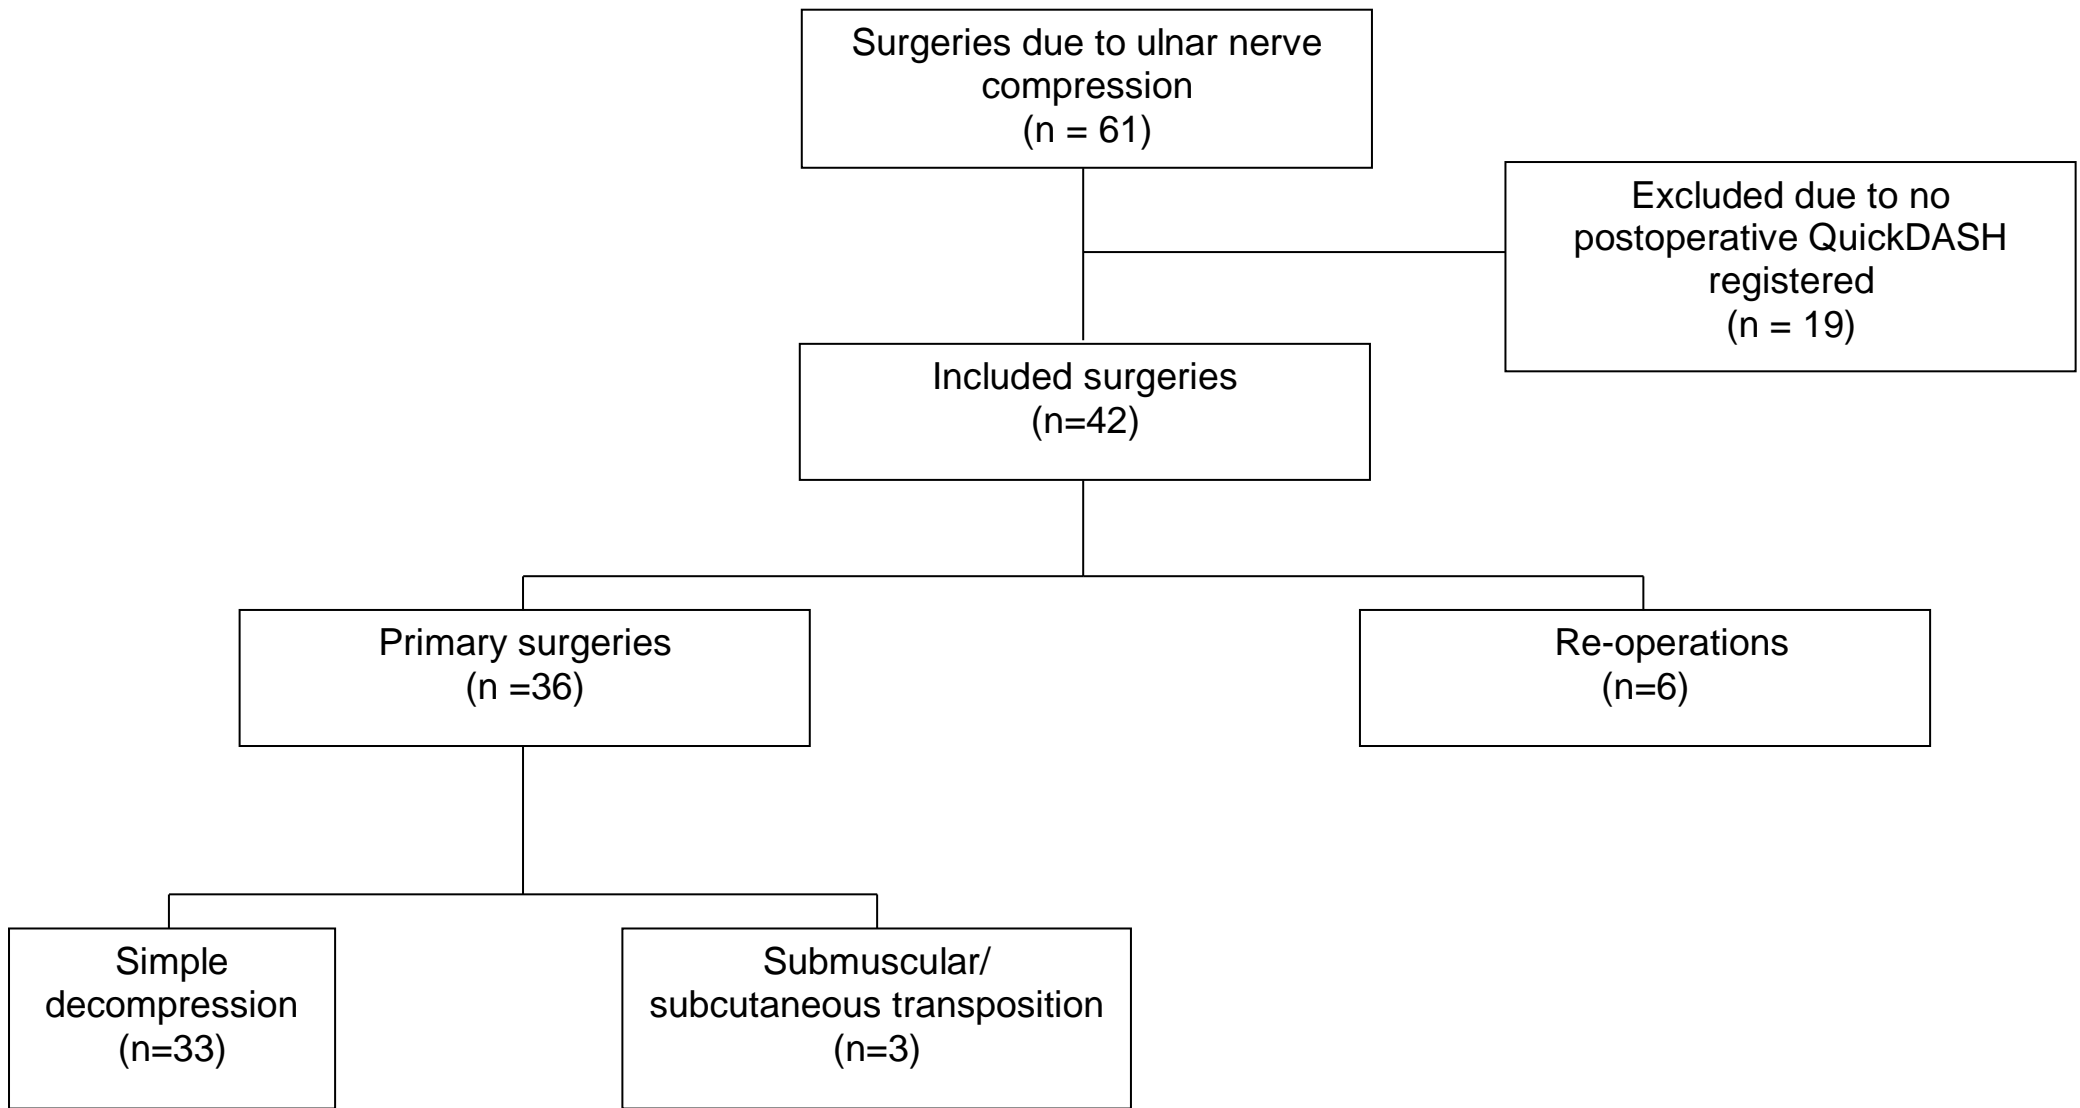 Surgeries due to ulnar nerve
compression
(n = 61)
Excluded due to no
postoperative QuickDASH
registered
(n = 19)
Included surgeries
(n=42)
Primary surgeries
(n =36)
Re-operations
(n=6)
Simple
decompression
(n=33)
Submuscular/
subcutaneous transposition
(n=3)